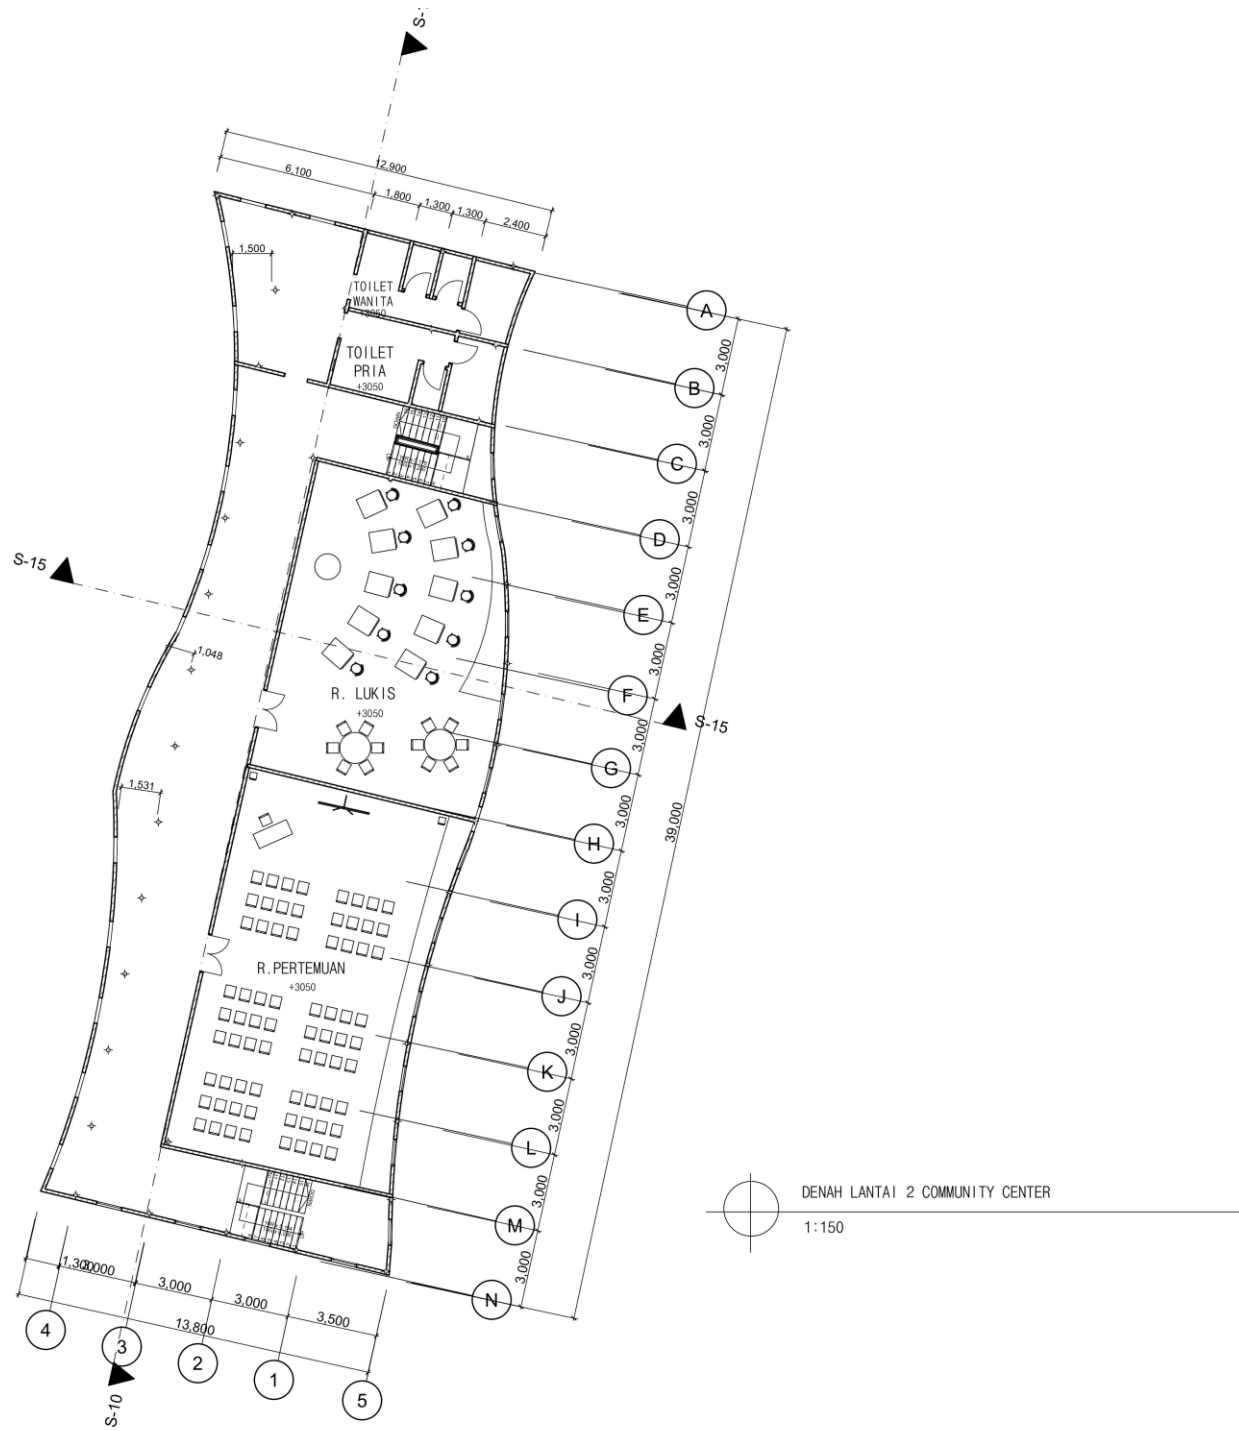 S-
12,900
6,100
1,800
1,300
1,300
2,400
1,500
TOILET
WANITA
+3050
A
3,000
TOILET
PRIA
+3050
B
3,000
C
3,000
D
3,000
S-15
E
3,000
1,048
R. LUKIS
+3050
F
S-15
3,000
G
3,000
1,531
39,000
H
3,000
I
3,000
R.PERTEMUAN
+3050
J
3,000
K
3,000
L
3,000
M
3,000
N
DENAH LANTAI 2 COMMUNITY CENTER
1:150
1,300
3,000
3,000
3,000
3,500
13,800
4
3
2
1
5
S-10